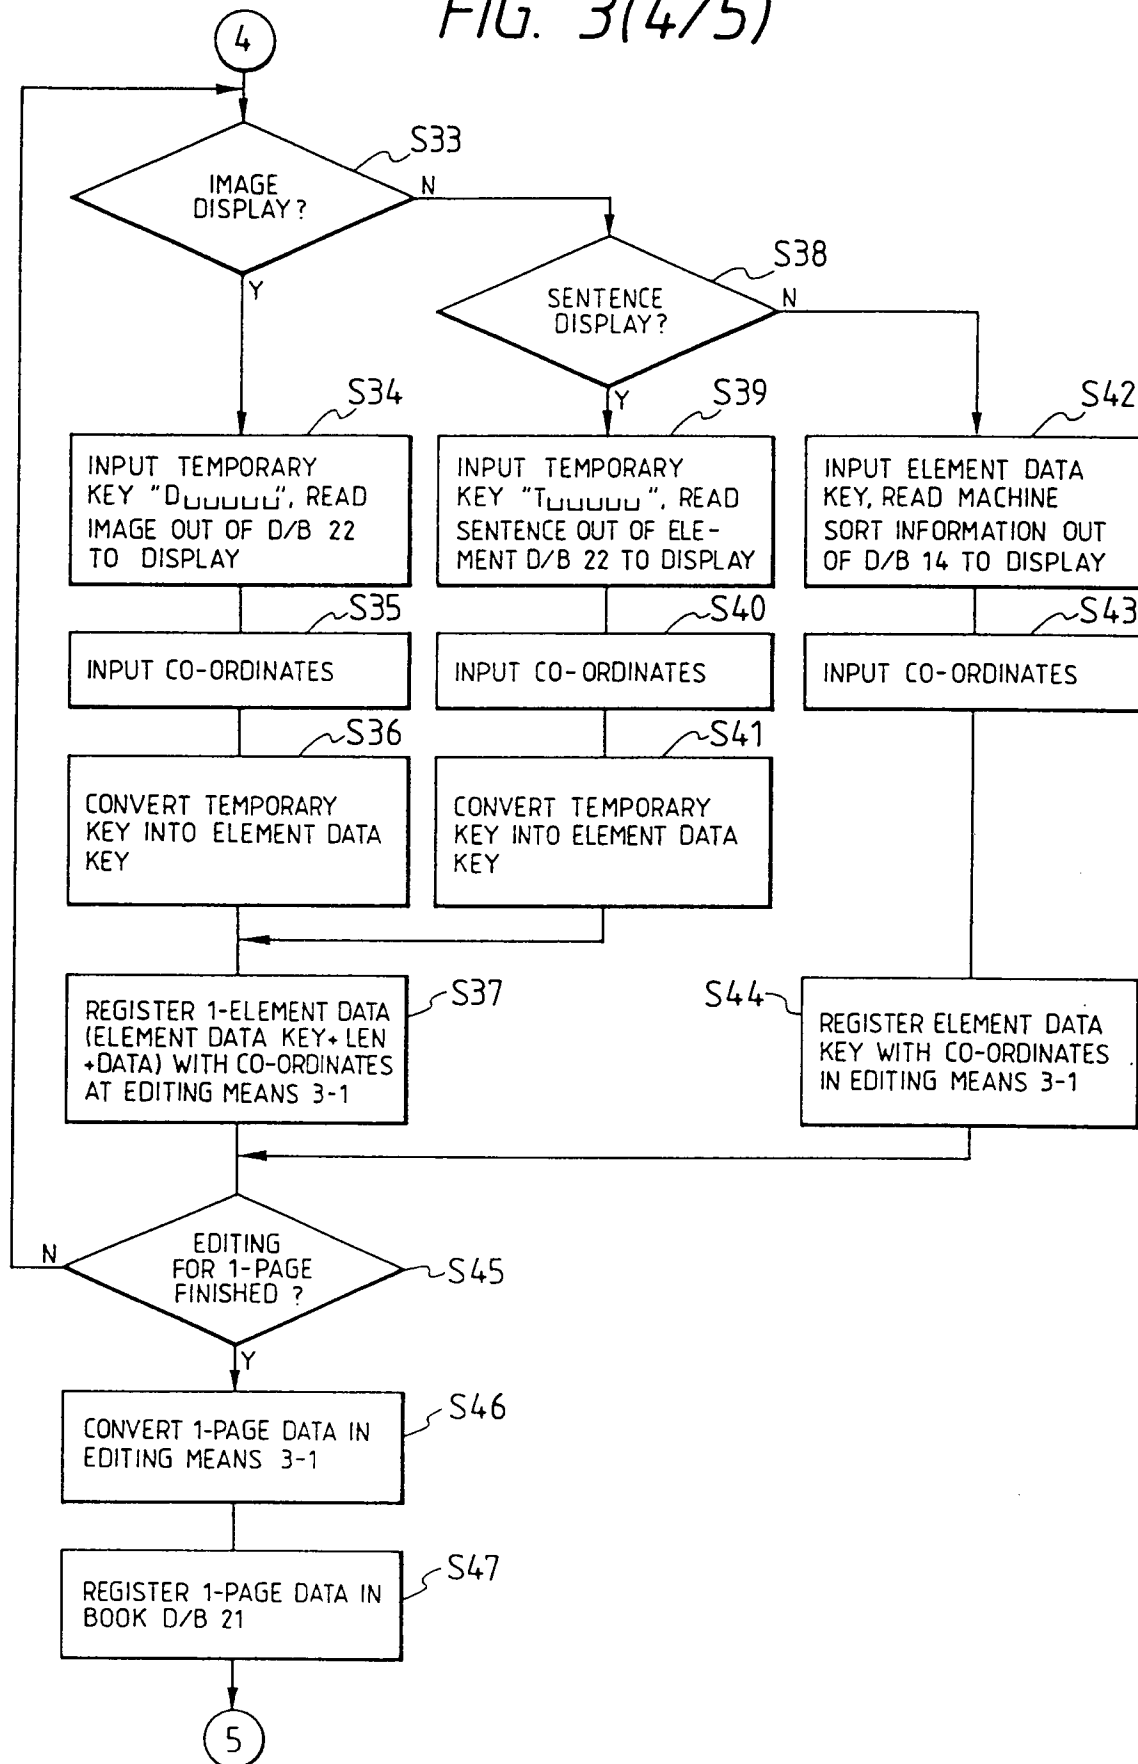 FIG. 3(4/5)
4
S33
IMAGE
DISPLAY?
N
Y
S38
SENTENCE
DISPLAY?
N
Y
S34
INPUT TEMPORARY
KEY "D␣␣␣␣␣", READ
IMAGE OUT OF D/B 22
TO DISPLAY
S39
INPUT TEMPORARY
KEY "T␣␣␣␣␣", READ
SENTENCE OUT OF ELE-
MENT D/B 22 TO DISPLAY
S42
INPUT ELEMENT DATA
KEY, READ MACHINE
SORT INFORMATION OUT
OF D/B 14 TO DISPLAY
S35
INPUT CO-ORDINATES
S40
INPUT CO-ORDINATES
S43
INPUT CO-ORDINATES
S36
CONVERT TEMPORARY
KEY INTO ELEMENT DATA
KEY
S41
CONVERT TEMPORARY
KEY INTO ELEMENT DATA
KEY
S37
REGISTER 1-ELEMENT DATA
(ELEMENT DATA KEY+LEN
+DATA) WITH CO-ORDINATES
AT EDITING MEANS 3-1
S44
REGISTER ELEMENT DATA
KEY WITH CO-ORDINATES
IN EDITING MEANS 3-1
EDITING
FOR 1-PAGE
FINISHED ?
N
S45
Y
S46
CONVERT 1-PAGE DATA IN
EDITING MEANS 3-1
S47
REGISTER 1-PAGE DATA IN
BOOK D/B 21
5